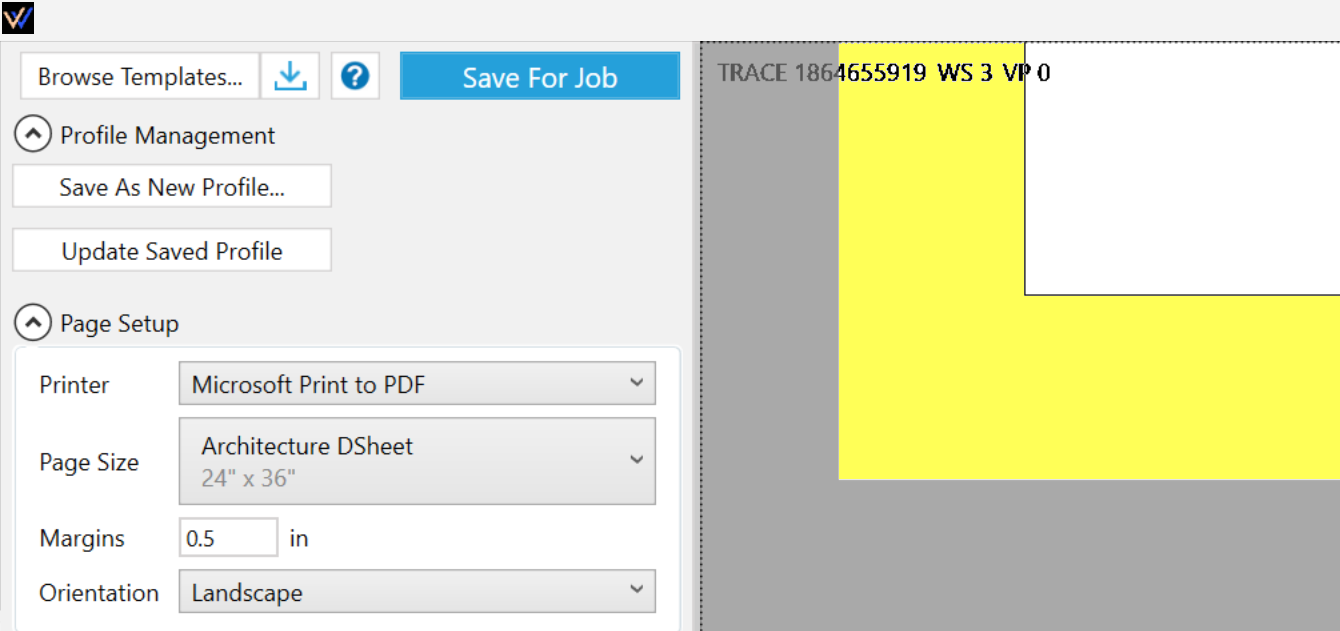 Browse Templates...
Save For Job
TRACE 1864655919 WS 3 VP 0
Profile Management
Save As New Profile...
Update Saved Profile
Page Setup
Printer
Microsoft Print to PDF
Page Size
Architecture DSheet
24" x 36"
Margins
0.5
in
Orientation
Landscape